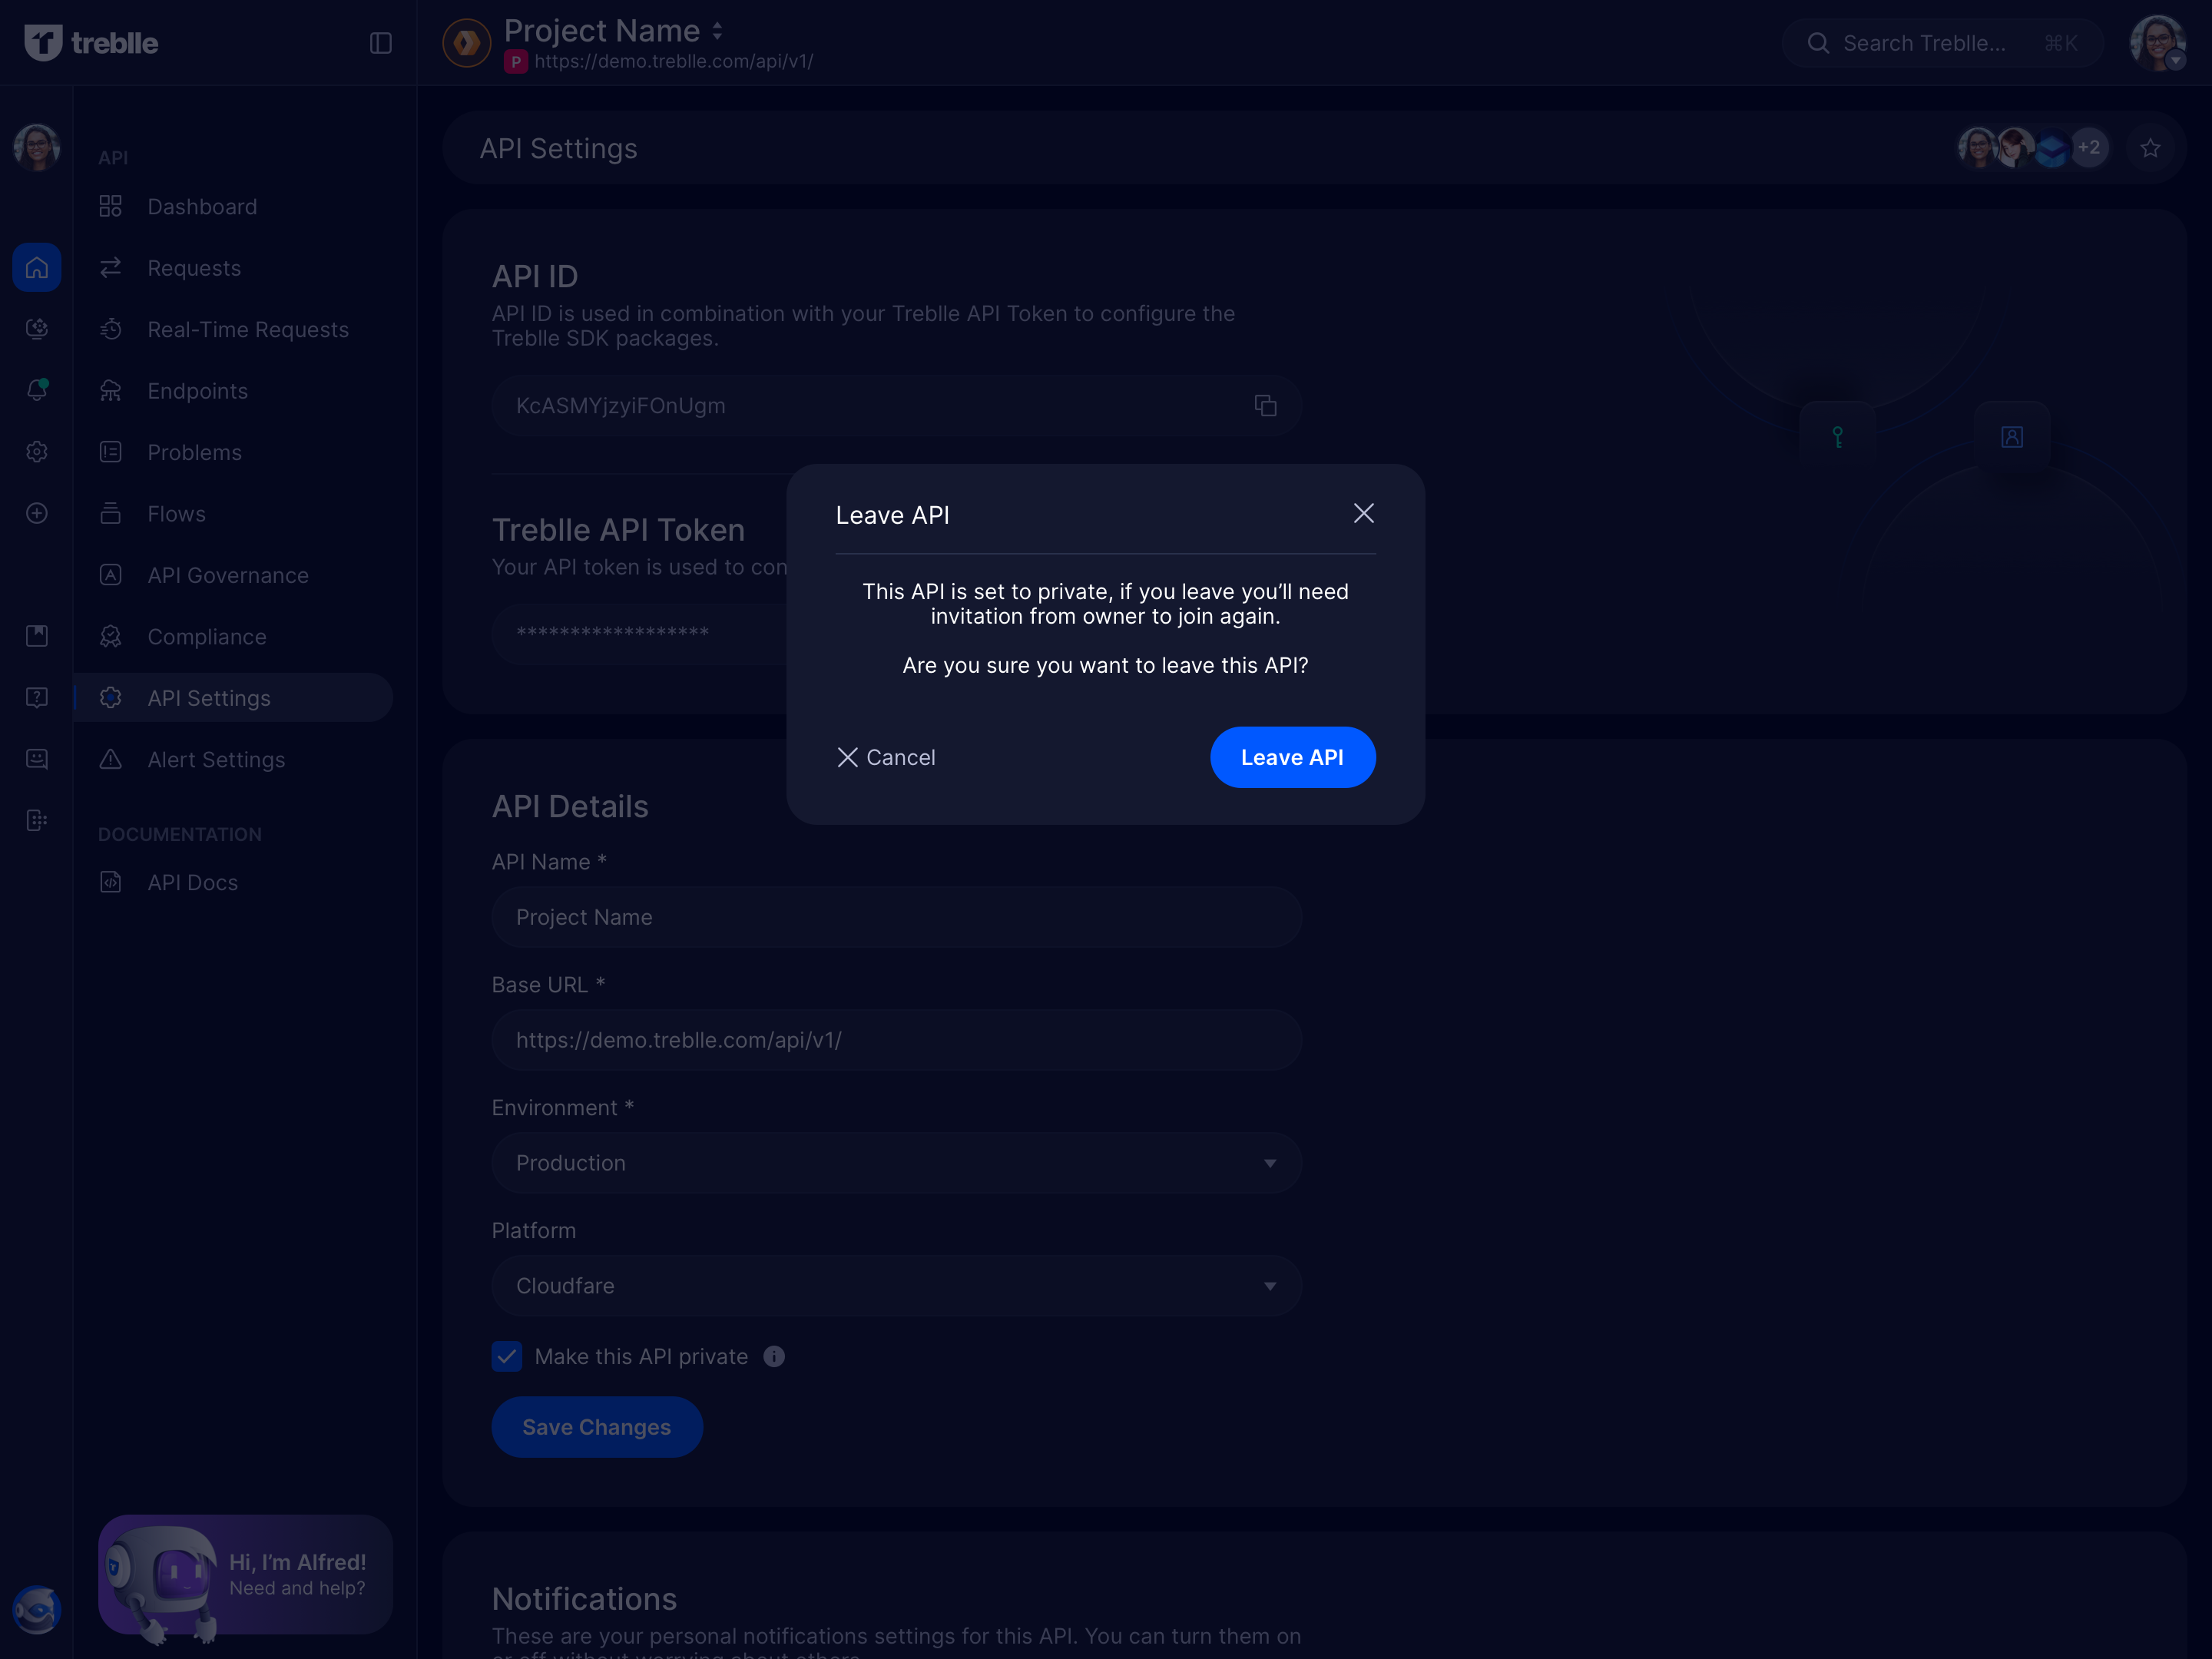 treblle
Project Name
P https://demo.treblle.com/api/v1/
Search Treblle... ⌘K
API
Dashboard
Requests
Real-Time Requests
Endpoints
Problems
Flows
API Governance
Compliance
API Settings
Alert Settings
DOCUMENTATION
API Docs
Hi, I’m Alfred!
Need and help?
API Settings
+2
API ID
API ID is used in combination with your Treblle API Token to configure the
Treblle SDK packages.
KcASMYjzyiFOnUgm
Treblle API Token
Your API token is used to con
******************
Leave API
This API is set to private, if you leave you’ll need
invitation from owner to join again.
Are you sure you want to leave this API?
Cancel
Leave API
API Details
API Name *
Project Name
Base URL *
https://demo.treblle.com/api/v1/
Environment *
Production
Platform
Cloudfare
Make this API private
Save Changes
Notifications
These are your personal notifications settings for this API. You can turn them on
or off without worrying about others